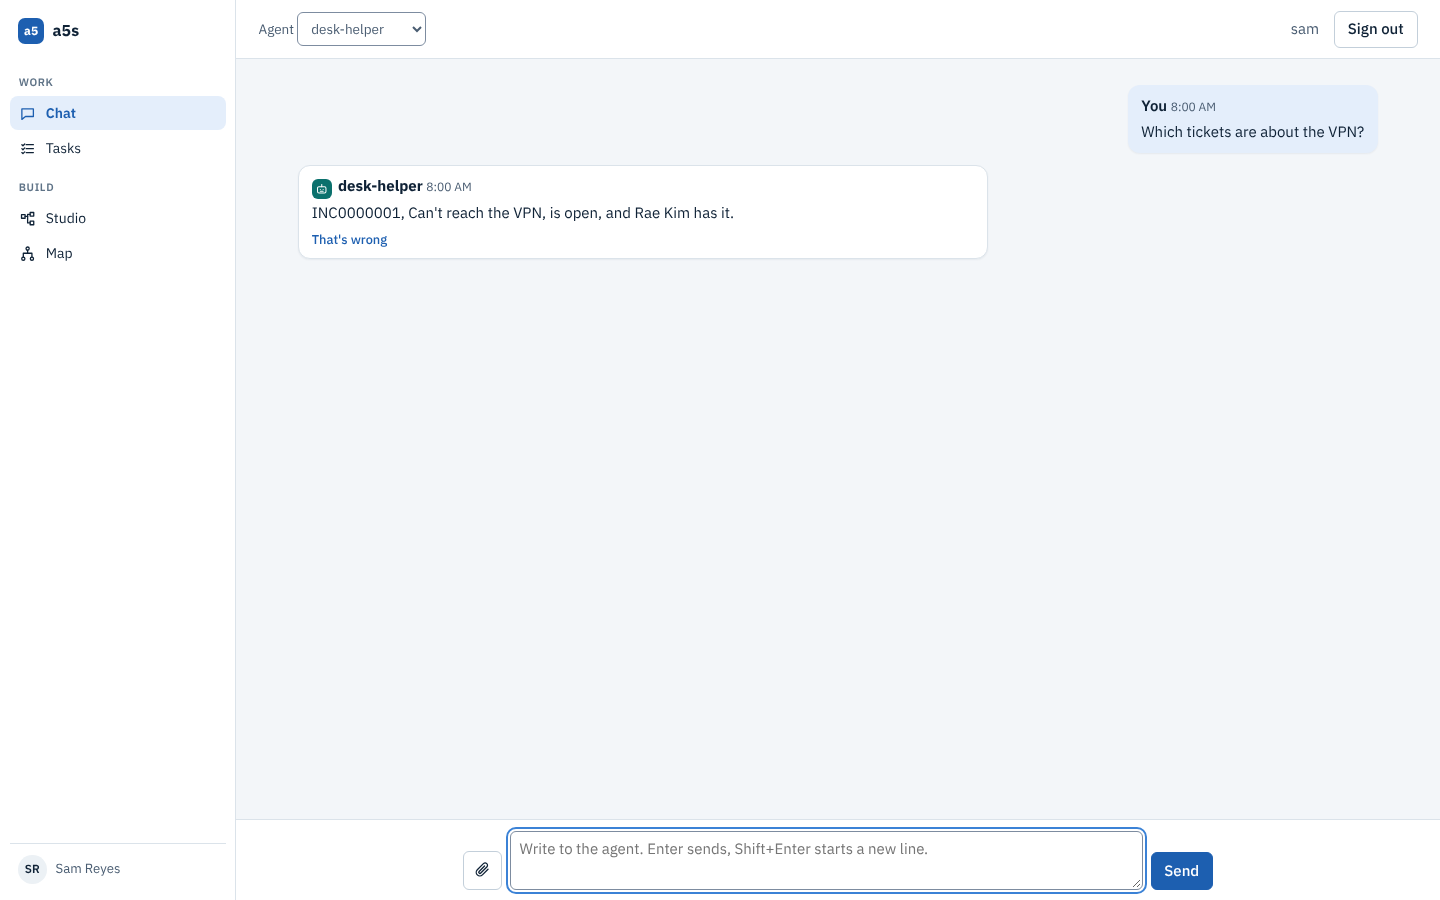 a5 a5s
WORK
Chat
Tasks
BUILD
Studio
Map
SR Sam Reyes
Agent desk-helper
sam
Sign out
You 8:00 AM
Which tickets are about the VPN?
desk-helper 8:00 AM
INC0000001, Can't reach the VPN, is open, and Rae Kim has it.
That's wrong
Write to the agent. Enter sends, Shift+Enter starts a new line.
Send